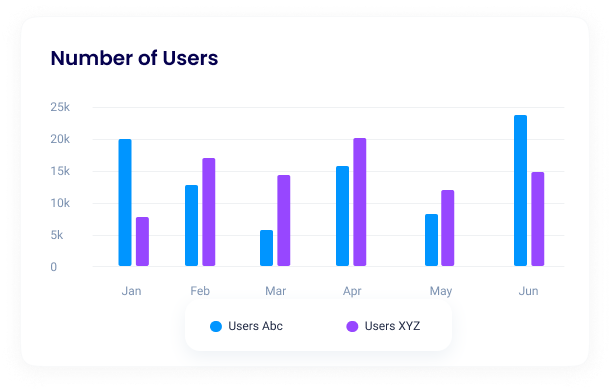 Number of Users
25k
20k
15k
10k
5k
0
Jan Feb Mar Apr May Jun
Users Abc Users XYZ